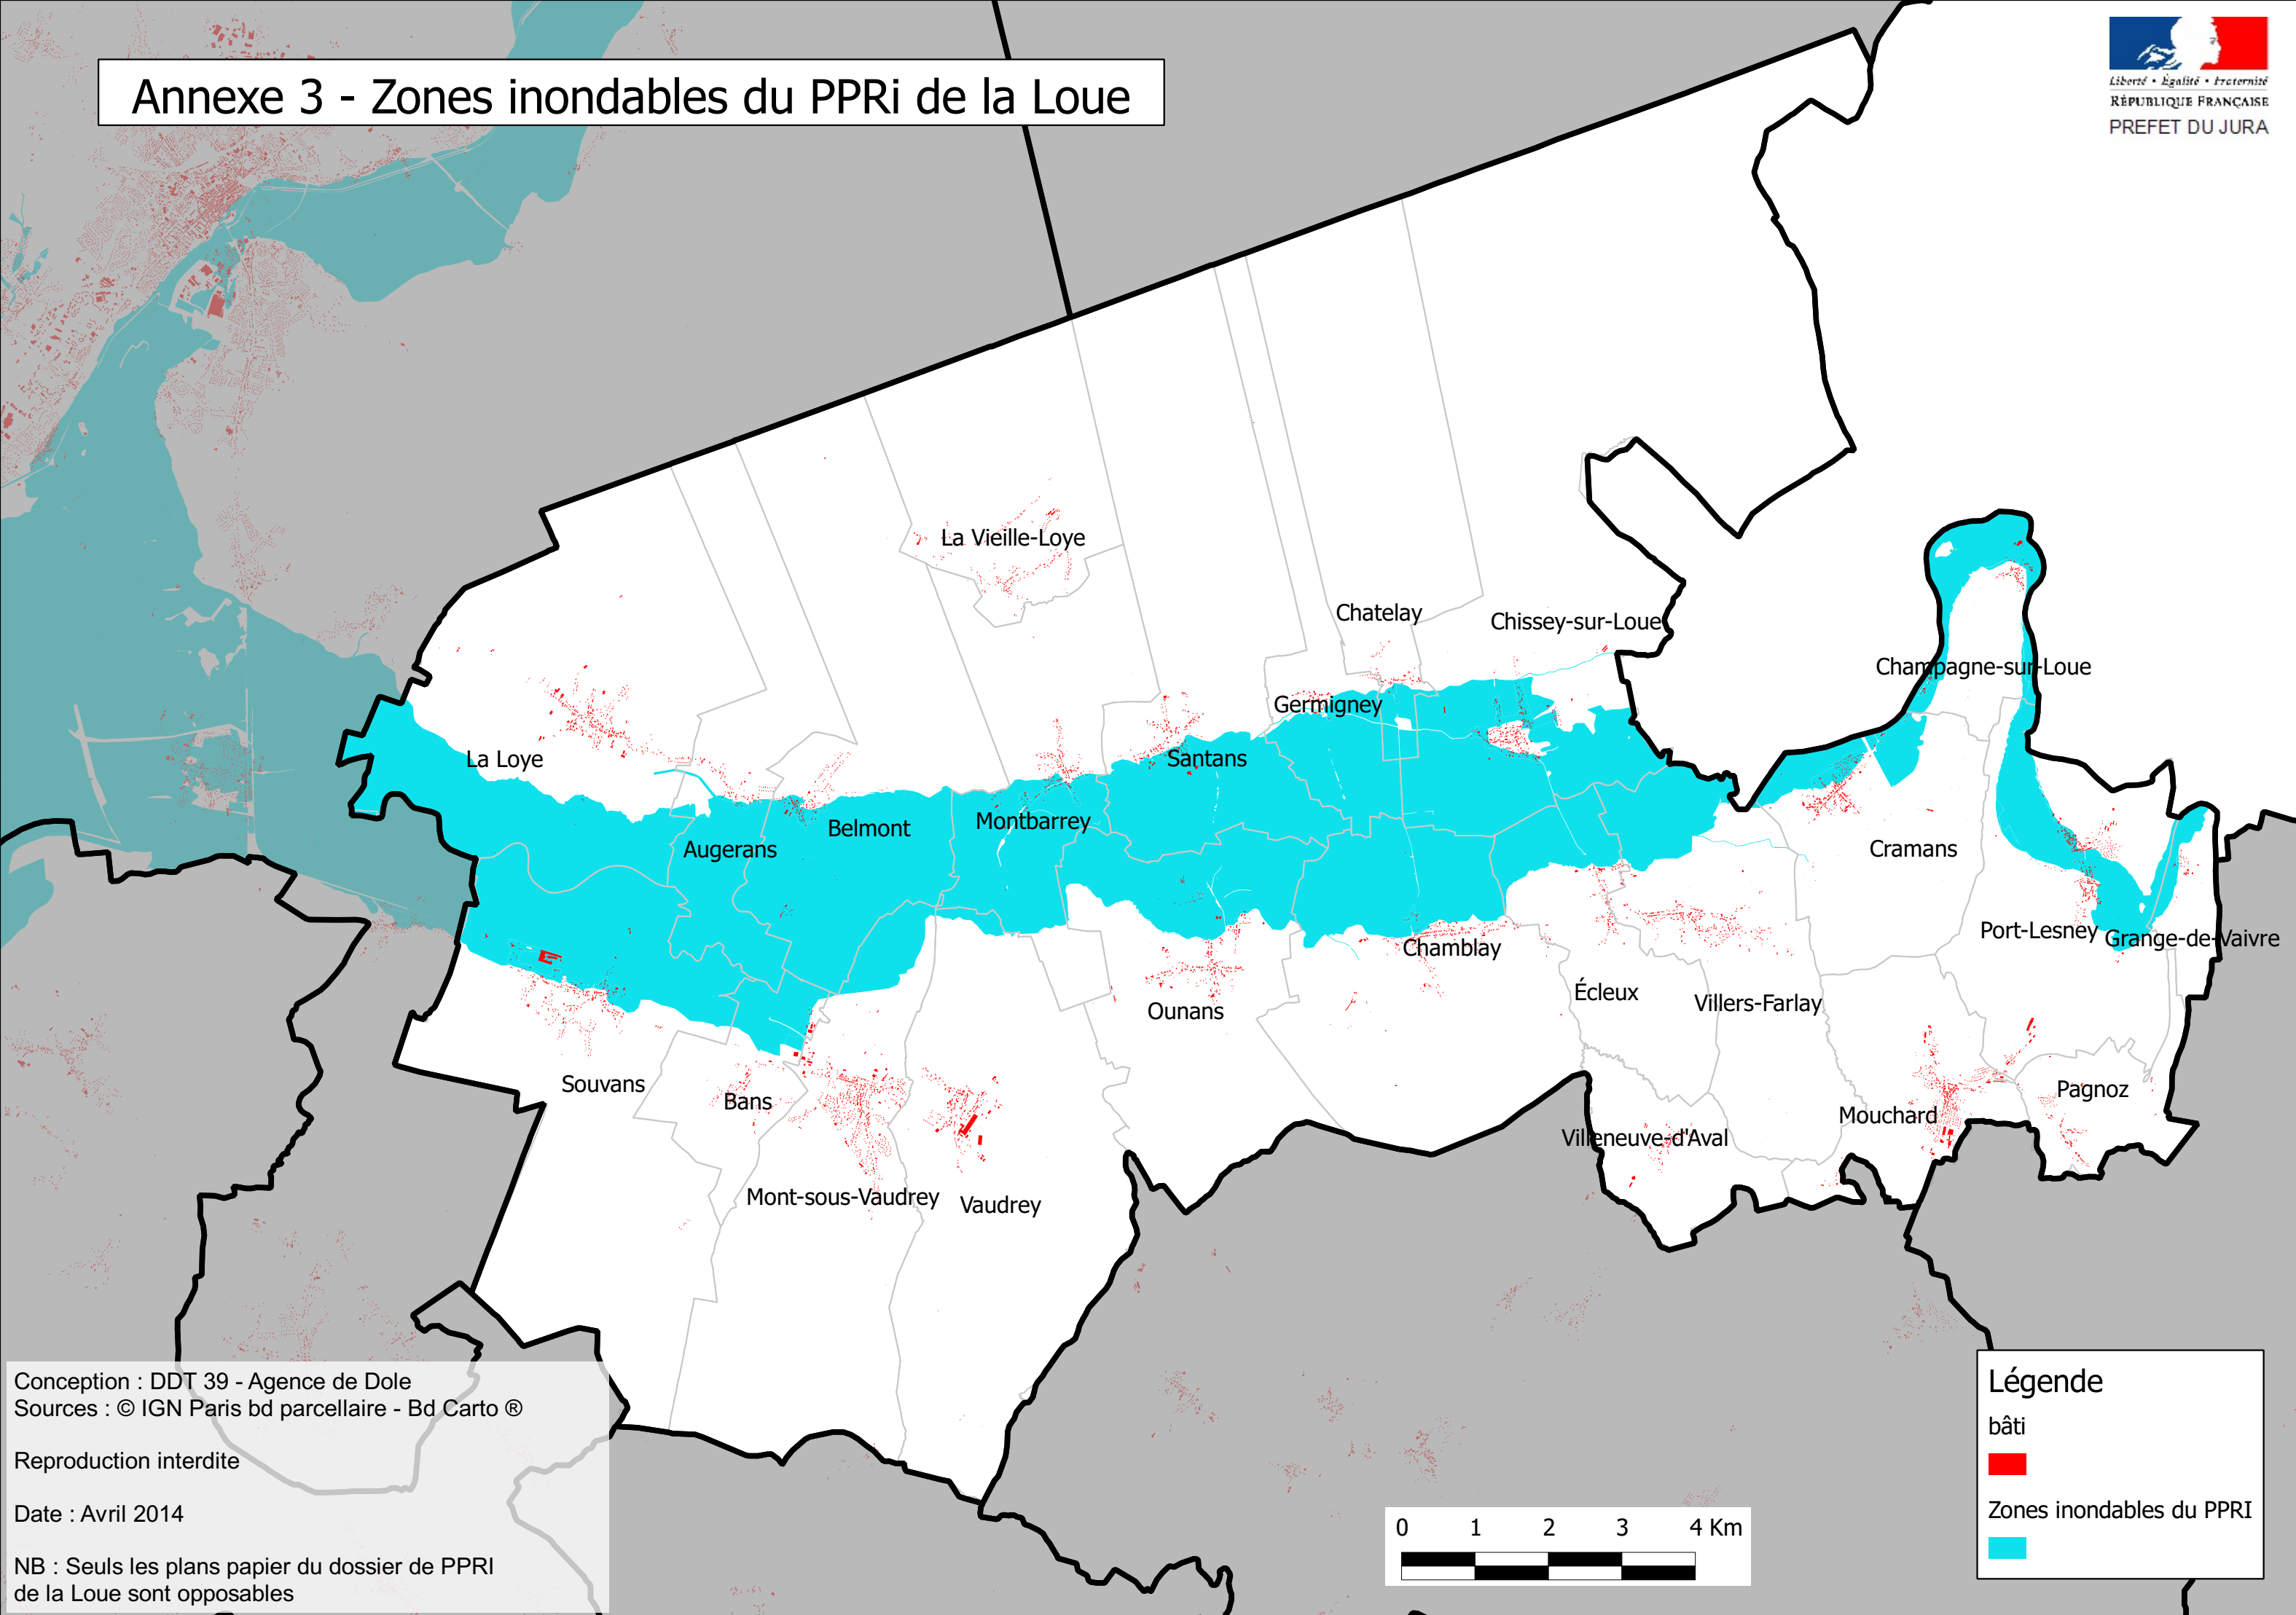 Annexe 3 - Zones inondables du PPRi de la Loue
Liberté • Égalité • Fraternité
RÉPUBLIQUE FRANÇAISE
PREFET DU JURA
La Vieille-Loye
Chatelay
Chissey-sur-Loue
Champagne-sur-Loue
Germigney
La Loye
Santans
Belmont
Montbarrey
Augerans
Cramans
Port-Lesney
Grange-de-Vaivre
Chamblay
Écleux
Villers-Farlay
Ounans
Souvans
Bans
Pagnoz
Mouchard
Villeneuve-d'Aval
Mont-sous-Vaudrey
Vaudrey
Conception : DDT 39 - Agence de Dole
Sources : © IGN Paris bd parcellaire - Bd Carto ®
Reproduction interdite
Date : Avril 2014
NB : Seuls les plans papier du dossier de PPRI
de la Loue sont opposables
0 1 2 3 4 Km
Légende
bâti
Zones inondables du PPRI